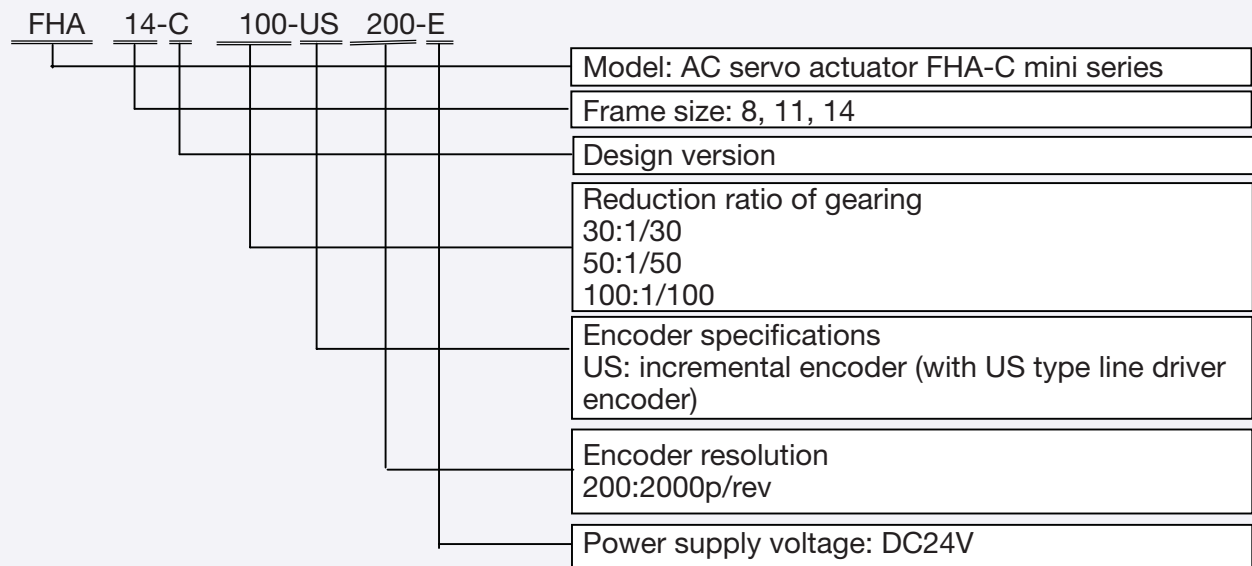 FHA 14-C 100-US 200-E
Model: AC servo actuator FHA-C mini series
Frame size: 8, 11, 14
Design version
Reduction ratio of gearing
30:1/30
50:1/50
100:1/100
Encoder specifications
US: incremental encoder (with US type line driver
encoder)
Encoder resolution
200:2000p/rev
Power supply voltage: DC24V